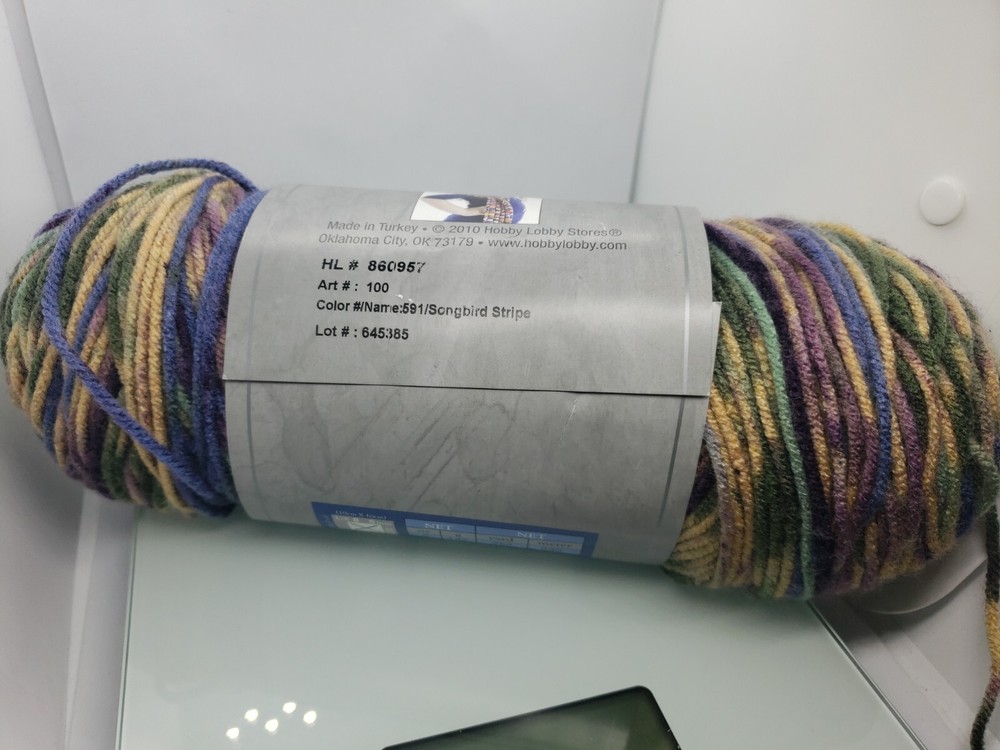 Made in Turkey • © 2010 Hobby Lobby Stores®
Oklahoma City, OK 73179 • www.hobbylobby.com
HL # 860957
Art # : 100
Color #/Name:591/Songbird Stripe
Lot # : 645385
NET NET